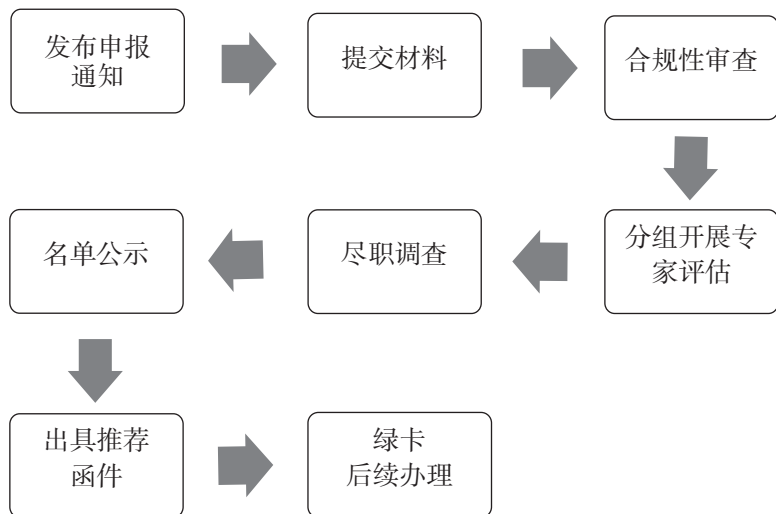 发布申报
通知
提交材料
合规性审查
分组开展专
家评估
尽职调查
名单公示
出具推荐
函件
绿卡
后续办理